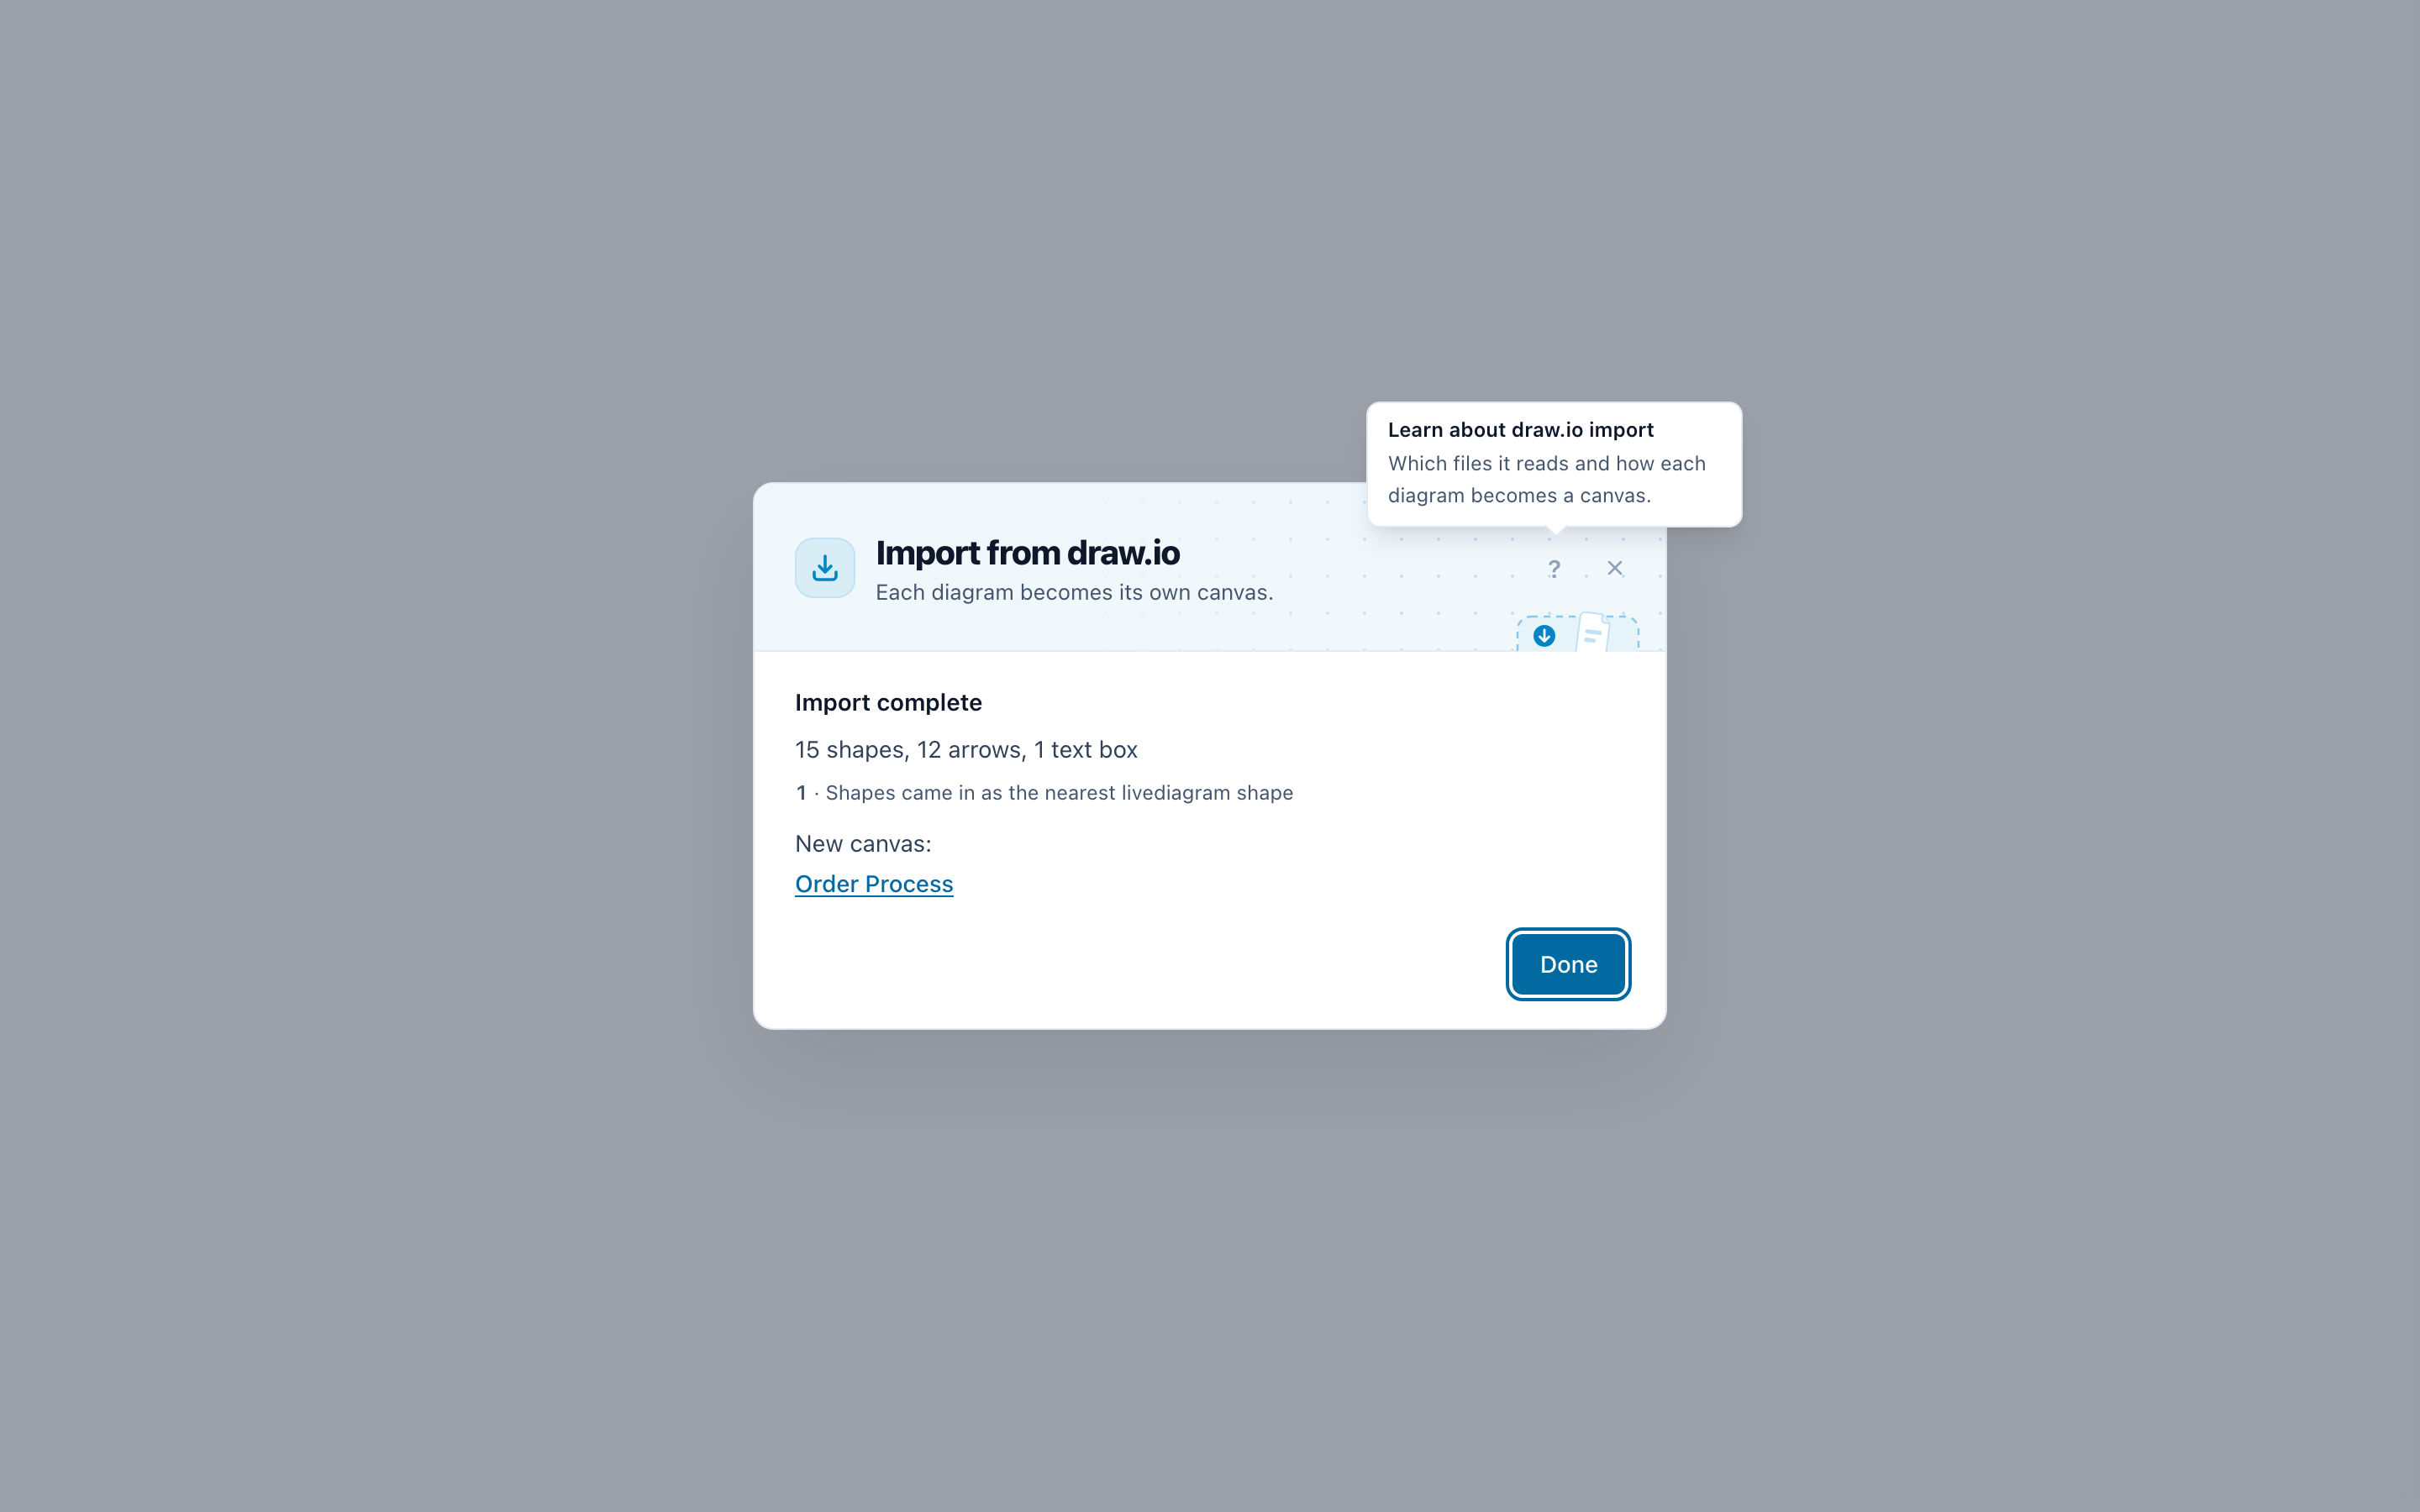 Learn about draw.io import
Which files it reads and how each
diagram becomes a canvas.
Import from draw.io
Each diagram becomes its own canvas.
?
Import complete
15 shapes, 12 arrows, 1 text box
1 · Shapes came in as the nearest livediagram shape
New canvas:
Order Process
Done